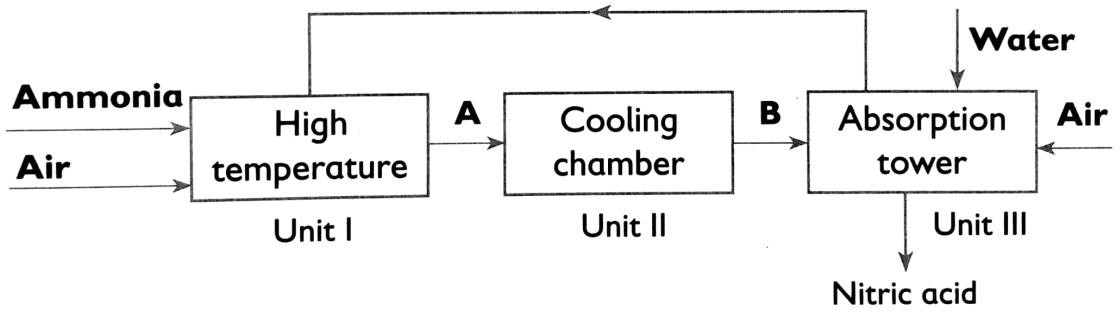 Water
Ammonia
Air
High
temperature
Unit I
A
Cooling
chamber
Unit II
B
Absorption
tower
Unit III
Air
Nitric acid